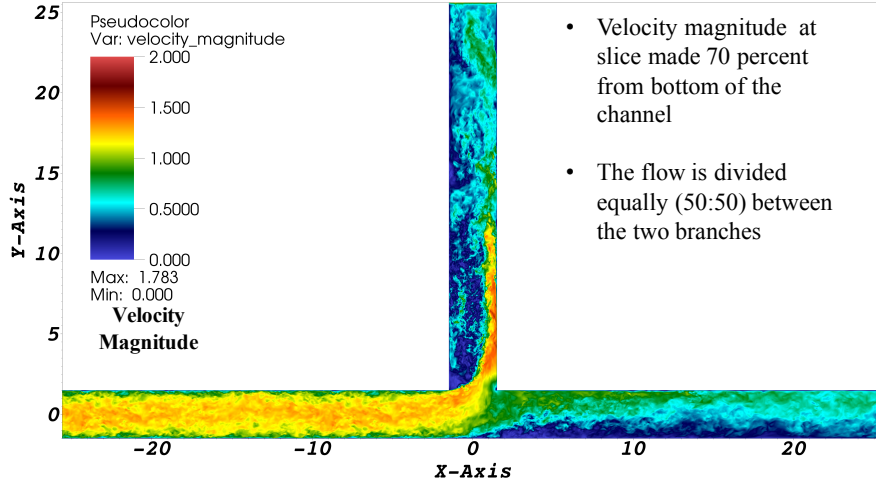 Pseudocolor
Var: velocity_magnitude
2.000
1.500
1.000
0.5000
0.000
Max: 1.783
Min: 0.000
Velocity
Magnitude
• Velocity magnitude at
slice made 70 percent
from bottom of the
channel
• The flow is divided
equally (50:50) between
the two branches
25
20
15
10
5
0
Y-Axis
-20
-10
0
10
20
X-Axis